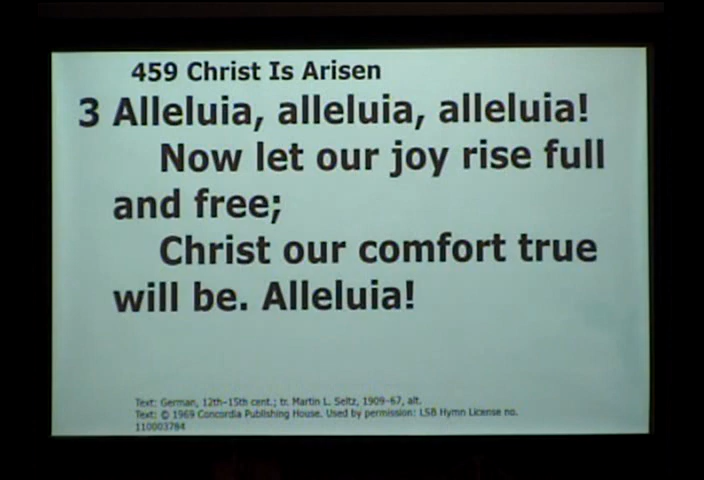 459 Christ Is Arisen
3 Alleluia, alleluia, alleluia!
Now let our joy rise full
and free;
Christ our comfort true
will be. Alleluia!
Text: German, 12th-15th cent.; tr. Martin L. Seltz, 1909-67, alt.
Text: © 1969 Concordia Publishing House. Used by permission: LSB Hymn License no.
110003784